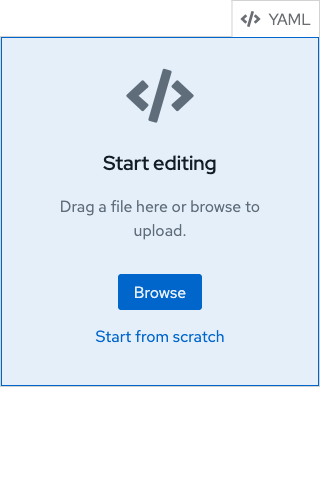 YAML
Start editing
Drag a file here or browse to
upload.
Browse
Start from scratch